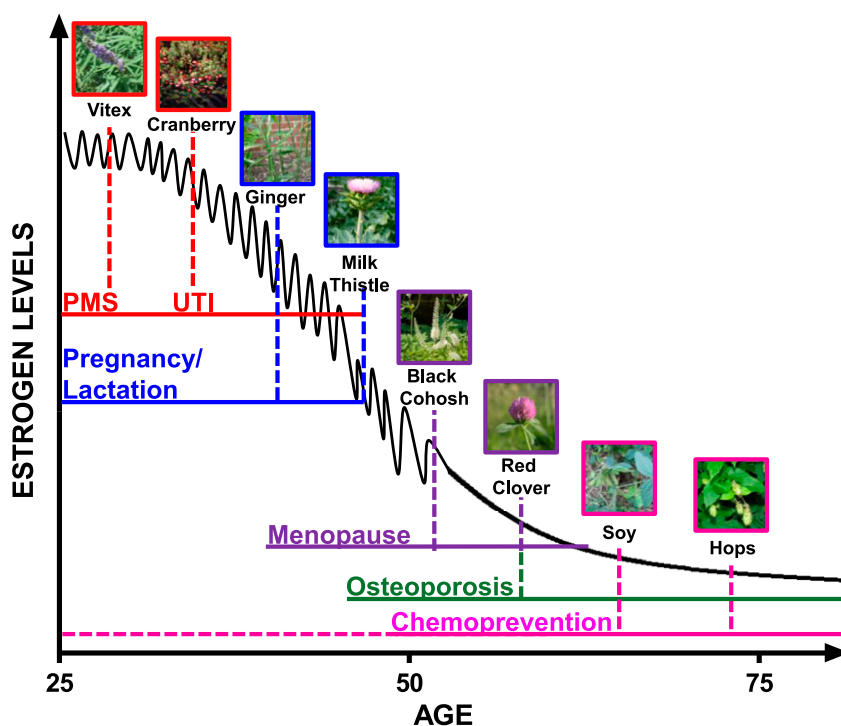 Vitex
Cranberry
Ginger
Milk
Thistle
PMS
UTI
Pregnancy/
Lactation
Black
Cohosh
Red
Clover
Soy
Hops
Menopause
Osteoporosis
Chemoprevention
ESTROGEN LEVELS
25
50
75
AGE